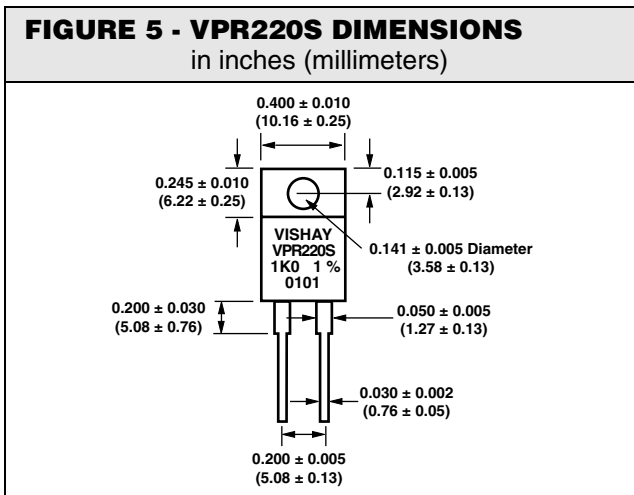 FIGURE 5 - VPR220S DIMENSIONS
in inches (millimeters)
0.400 ± 0.010
(10.16 ± 0.25)
0.245 ± 0.010
(6.22 ± 0.25)
0.115 ± 0.005
(2.92 ± 0.13)
VISHAY
VPR220S
1K0 1 %
0101
0.141 ± 0.005 Diameter
(3.58 ± 0.13)
0.200 ± 0.030
(5.08 ± 0.76)
0.050 ± 0.005
(1.27 ± 0.13)
0.030 ± 0.002
(0.76 ± 0.05)
0.200 ± 0.005
(5.08 ± 0.13)